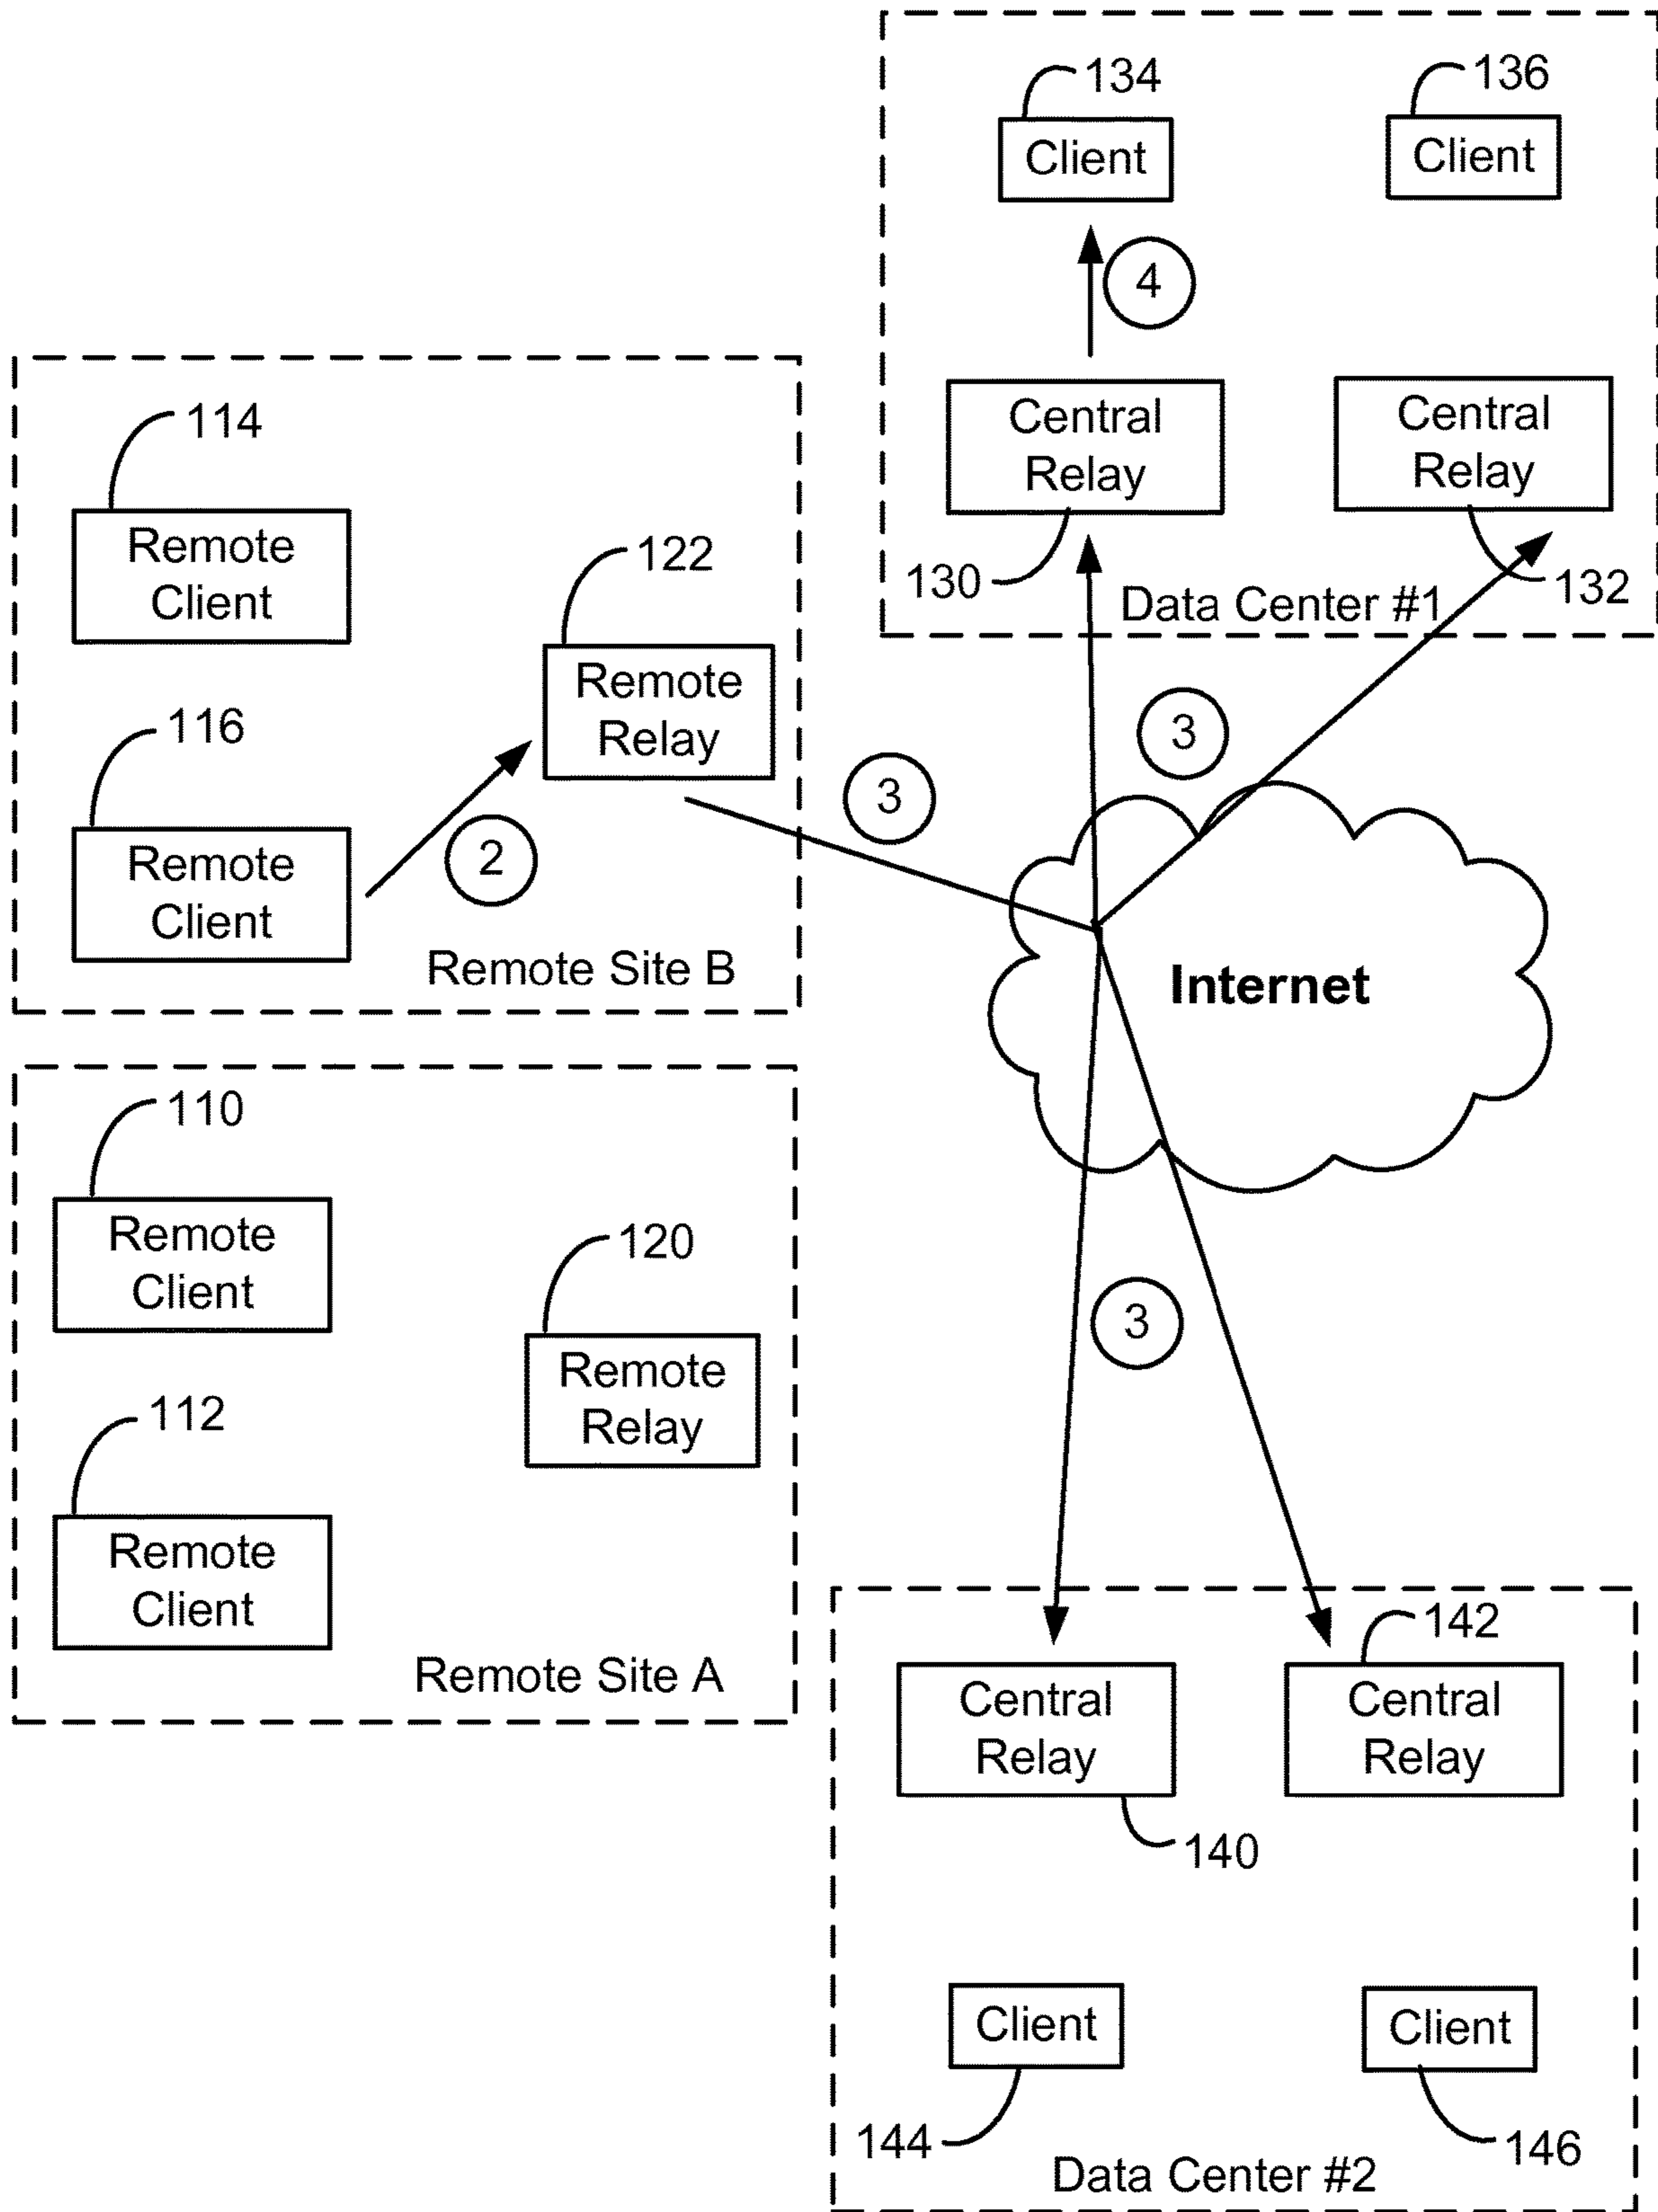 134
136
Client
Client
4
Central
Relay
Central
Relay
130
132
Data Center #1
114
Remote
Client
122
Remote
Relay
116
Remote
Client
2
Remote Site B
3
3
Internet
110
Remote
Client
120
Remote
Relay
112
Remote
Client
Remote Site A
3
142
Central
Relay
Central
Relay
140
Client
Client
144
146
Data Center #2